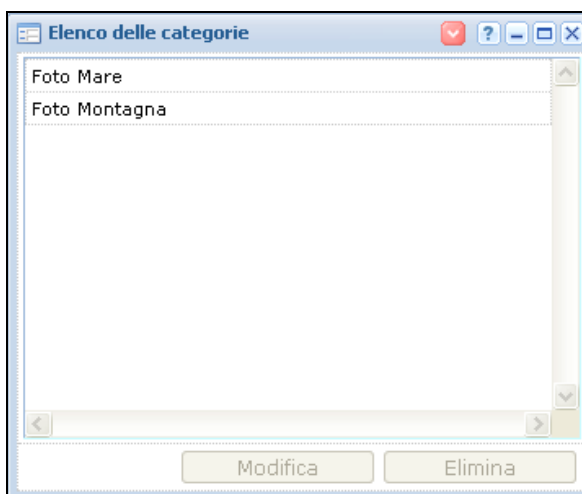 Elenco delle categorie
Foto Mare
Foto Montagna
Modifica Elimina